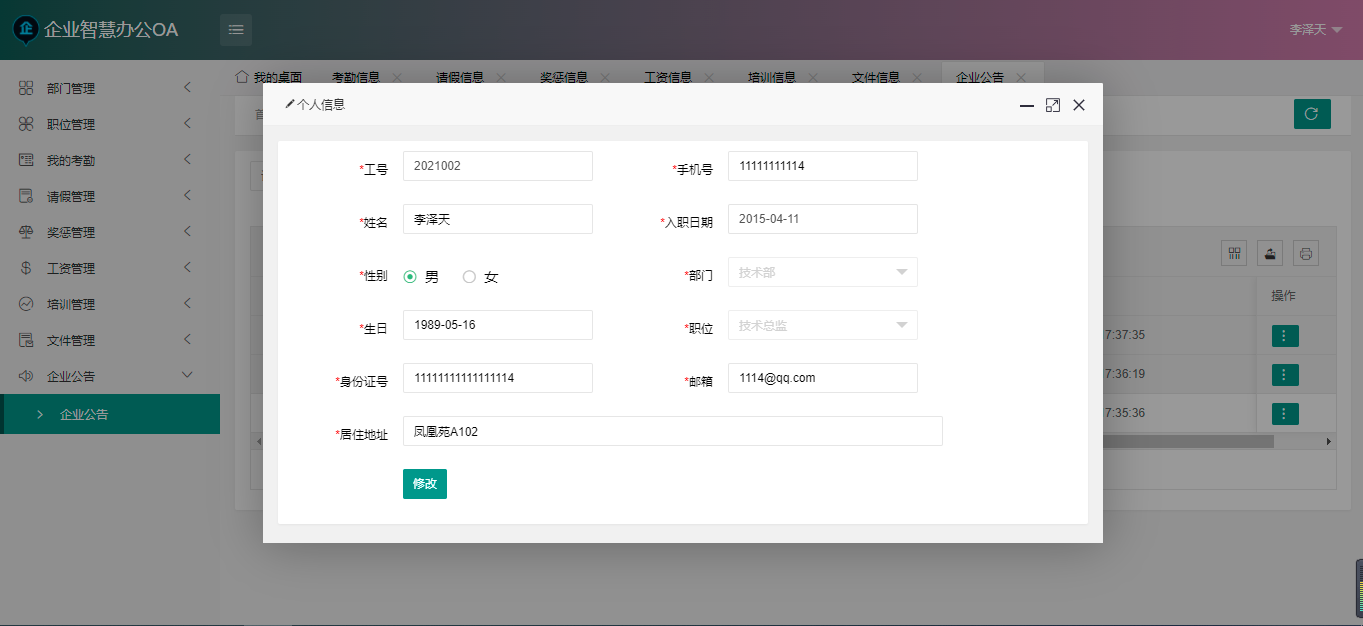 企业智慧办公OA
李泽天
部门管理
职位管理
我的考勤
请假管理
奖惩管理
工资管理
培训管理
文件管理
企业公告
企业公告
我的桌面 考勤信息 请假信息 奖惩信息 工资信息 培训信息 文件信息 企业公告
个人信息
*工号 2021002 *手机号 11111111114
*姓名 李泽天 *入职日期 2015-04-11
*性别 男 女 *部门 技术部
*生日 1989-05-16 *职位 技术总监
*身份证号 11111111111111114 *邮箱 1114@qq.com
*居住地址 凤凰苑A102
修改
操作
7:37:35
7:36:19
7:35:36